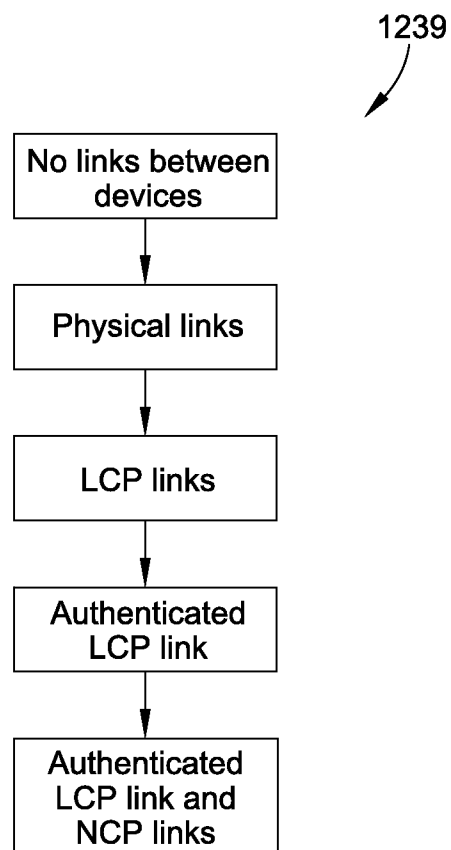 1239
No links between
devices
Physical links
LCP links
Authenticated
LCP link
Authenticated
LCP link and
NCP links